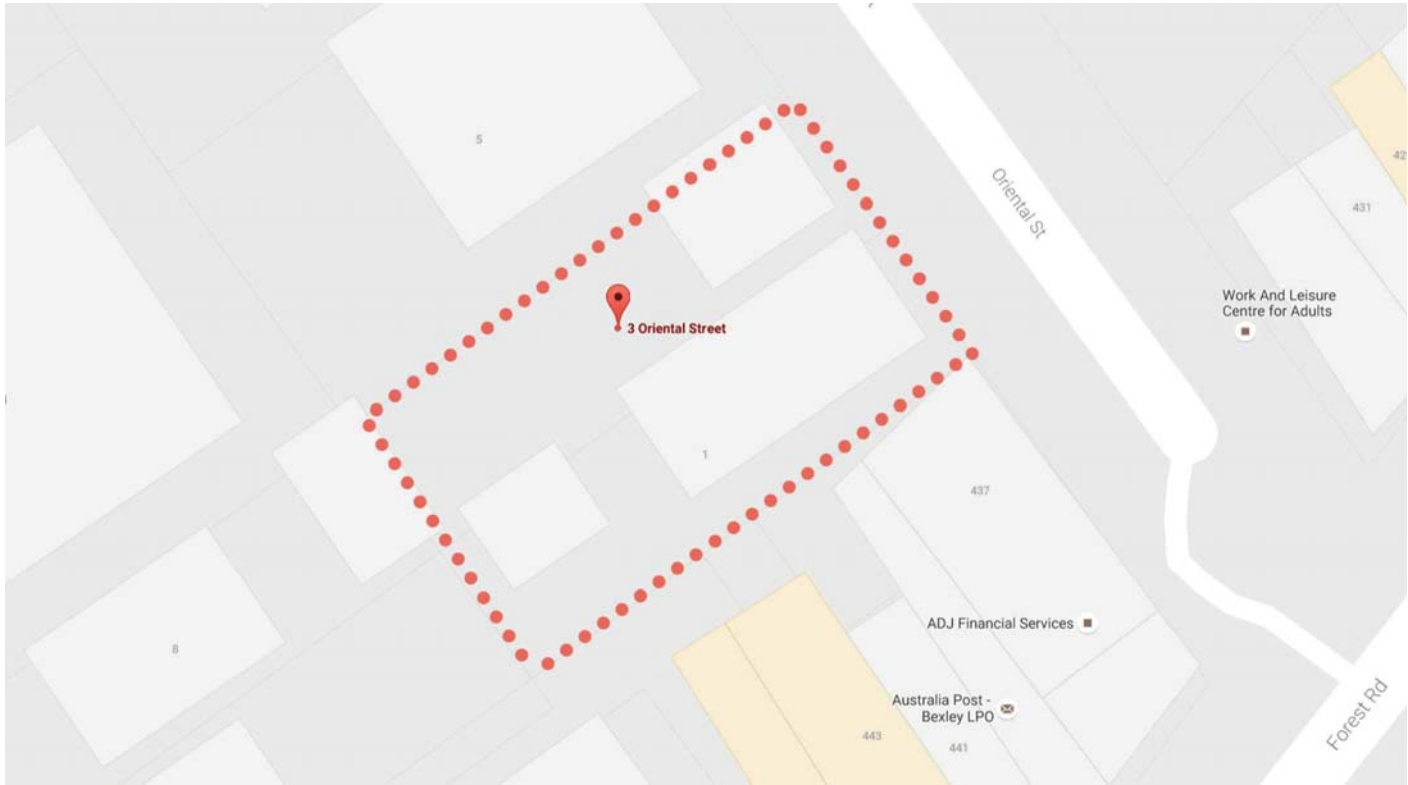 5
Oriental St
431
Work And Leisure
Centre for Adults
3 Oriental Street
1
437
ADJ Financial Services
8
Australia Post -
Bexley LPO
443
441
Forest Rd